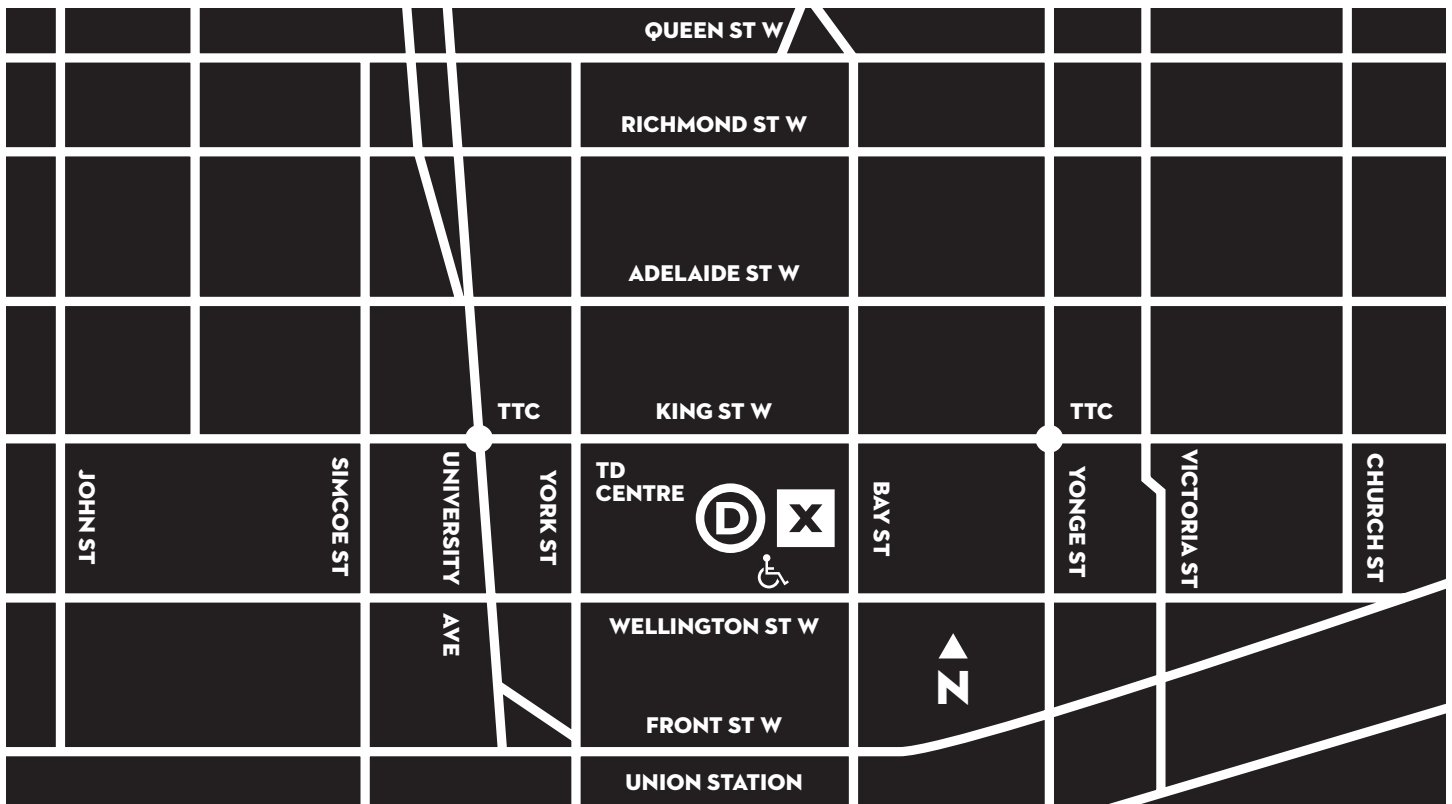 QUEEN ST W
RICHMOND ST W
ADELAIDE ST W
TTC
KING ST W
TTC
JOHN ST
SIMCOE ST
UNIVERSITY AVE
YORK ST
TD
CENTRE
D
X
BAY ST
YONGE ST
VICTORIA ST
CHURCH ST
WELLINGTON ST W
N
FRONT ST W
UNION STATION